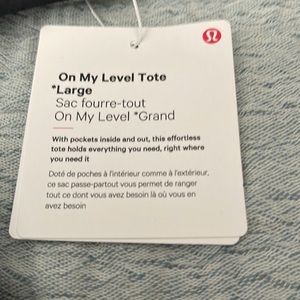 On My Level Tote
*Large
Sac fourre-tout
On My Level *Grand
With pockets inside and out, this effortless
tote holds everything you need, right where
you need it
Doté de poches à l'intérieur comme à l'extérieur,
ce sac passe-partout vous permet de ranger
tout ce dont vous avez besoin là où vous en
avez besoin